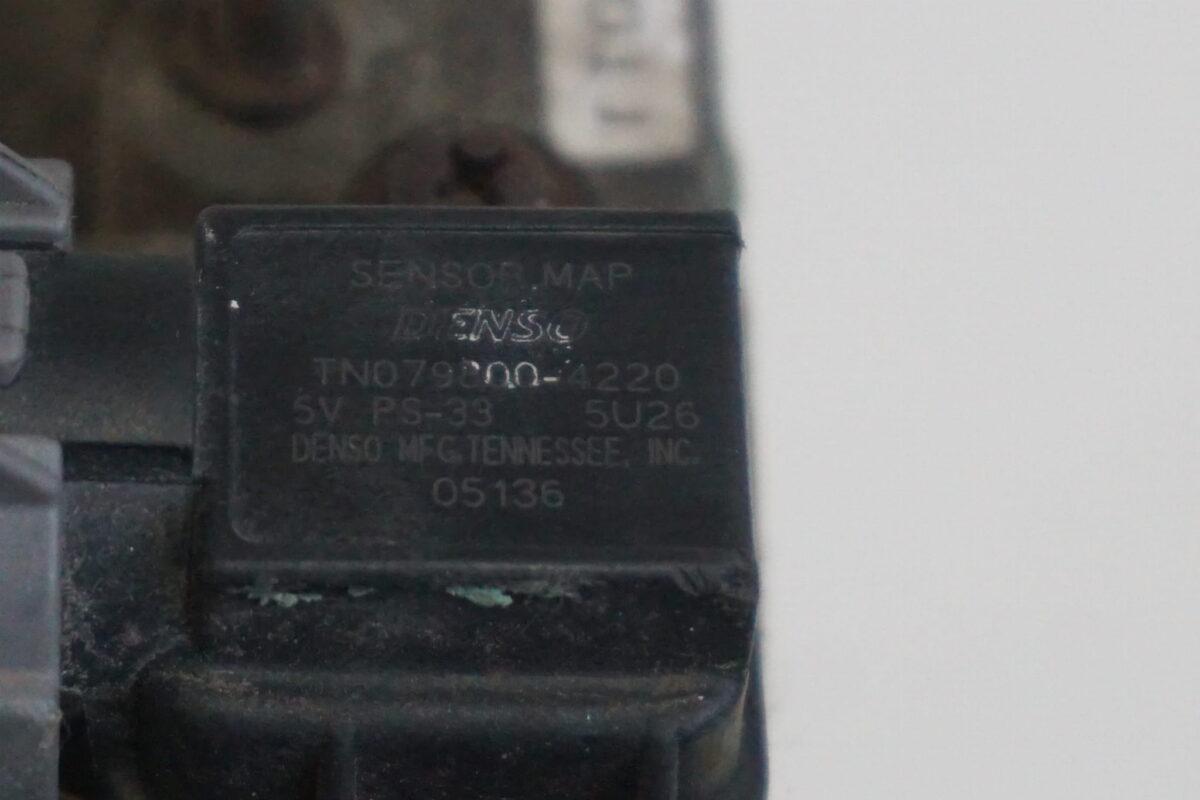 SENSOR. MAP
DENSO
TN079800-4220
5V PS-33 5U26
DENSO MFG.TENNESSEE, INC.
05136